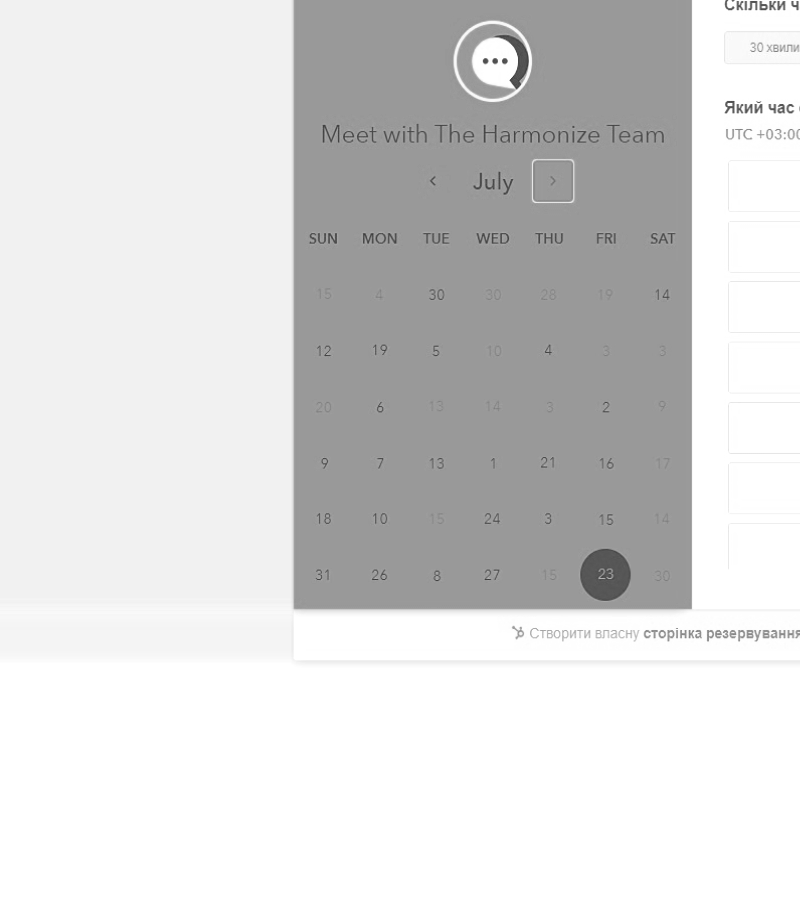 Скільки ч
30 хвили
Meet with The Harmonize Team
Який час
UTC +03:00
July
SUN MON TUE WED THU FRI SAT
15 4 30 30 28 19 14
12 19 5 10 4 3 3
20 6 13 14 3 2 9
9 7 13 1 21 16 17
18 10 15 24 3 15 14
31 26 8 27 15 23 30
Створити власну сторінка резервування